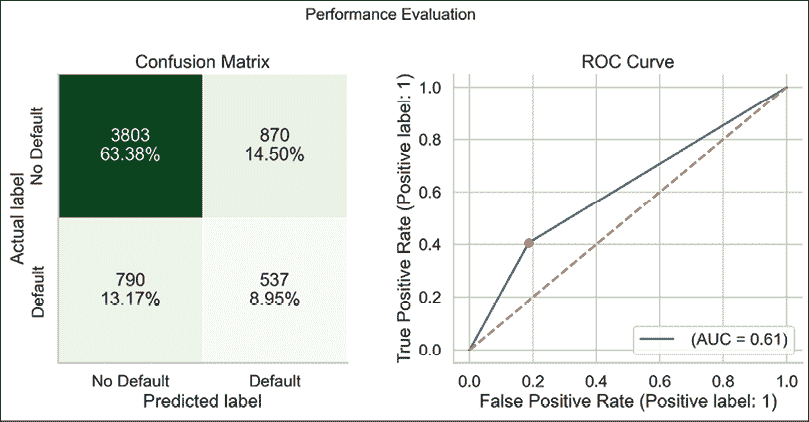 Performance Evaluation
Confusion Matrix
Actual label
No Default
Default
3803
63.38%
870
14.50%
790
13.17%
537
8.95%
No Default
Default
Predicted label
ROC Curve
True Positive Rate (Positive label: 1)
1.0
0.8
0.6
0.4
0.2
0.0
(AUC = 0.61)
0.0
0.2
0.4
0.6
0.8
1.0
False Positive Rate (Positive label: 1)